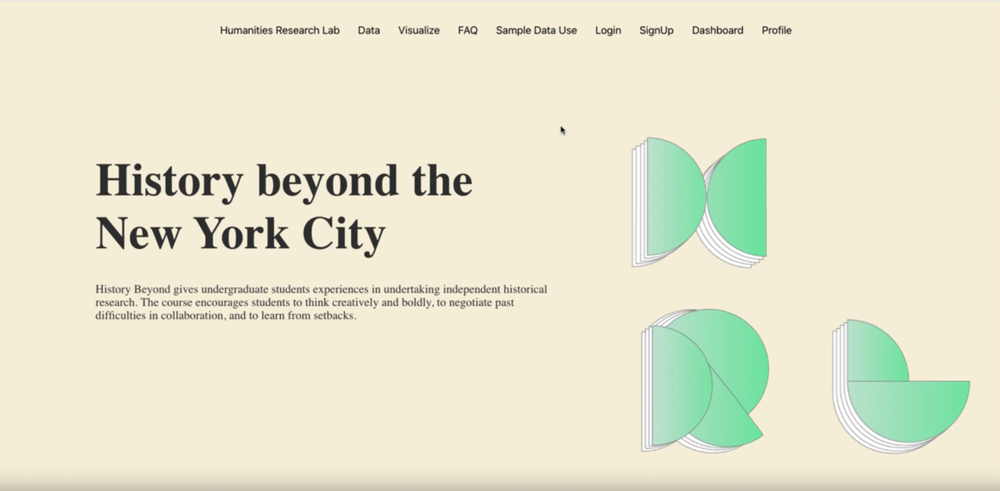 Humanities Research Lab Data Visualize FAQ Sample Data Use Login SignUp Dashboard Profile
History beyond the
New York City
History Beyond gives undergraduate students experiences in undertaking independent historical
research. The course encourages students to think creatively and boldly, to negotiate past
difficulties in collaboration, and to learn from setbacks.
H
R L